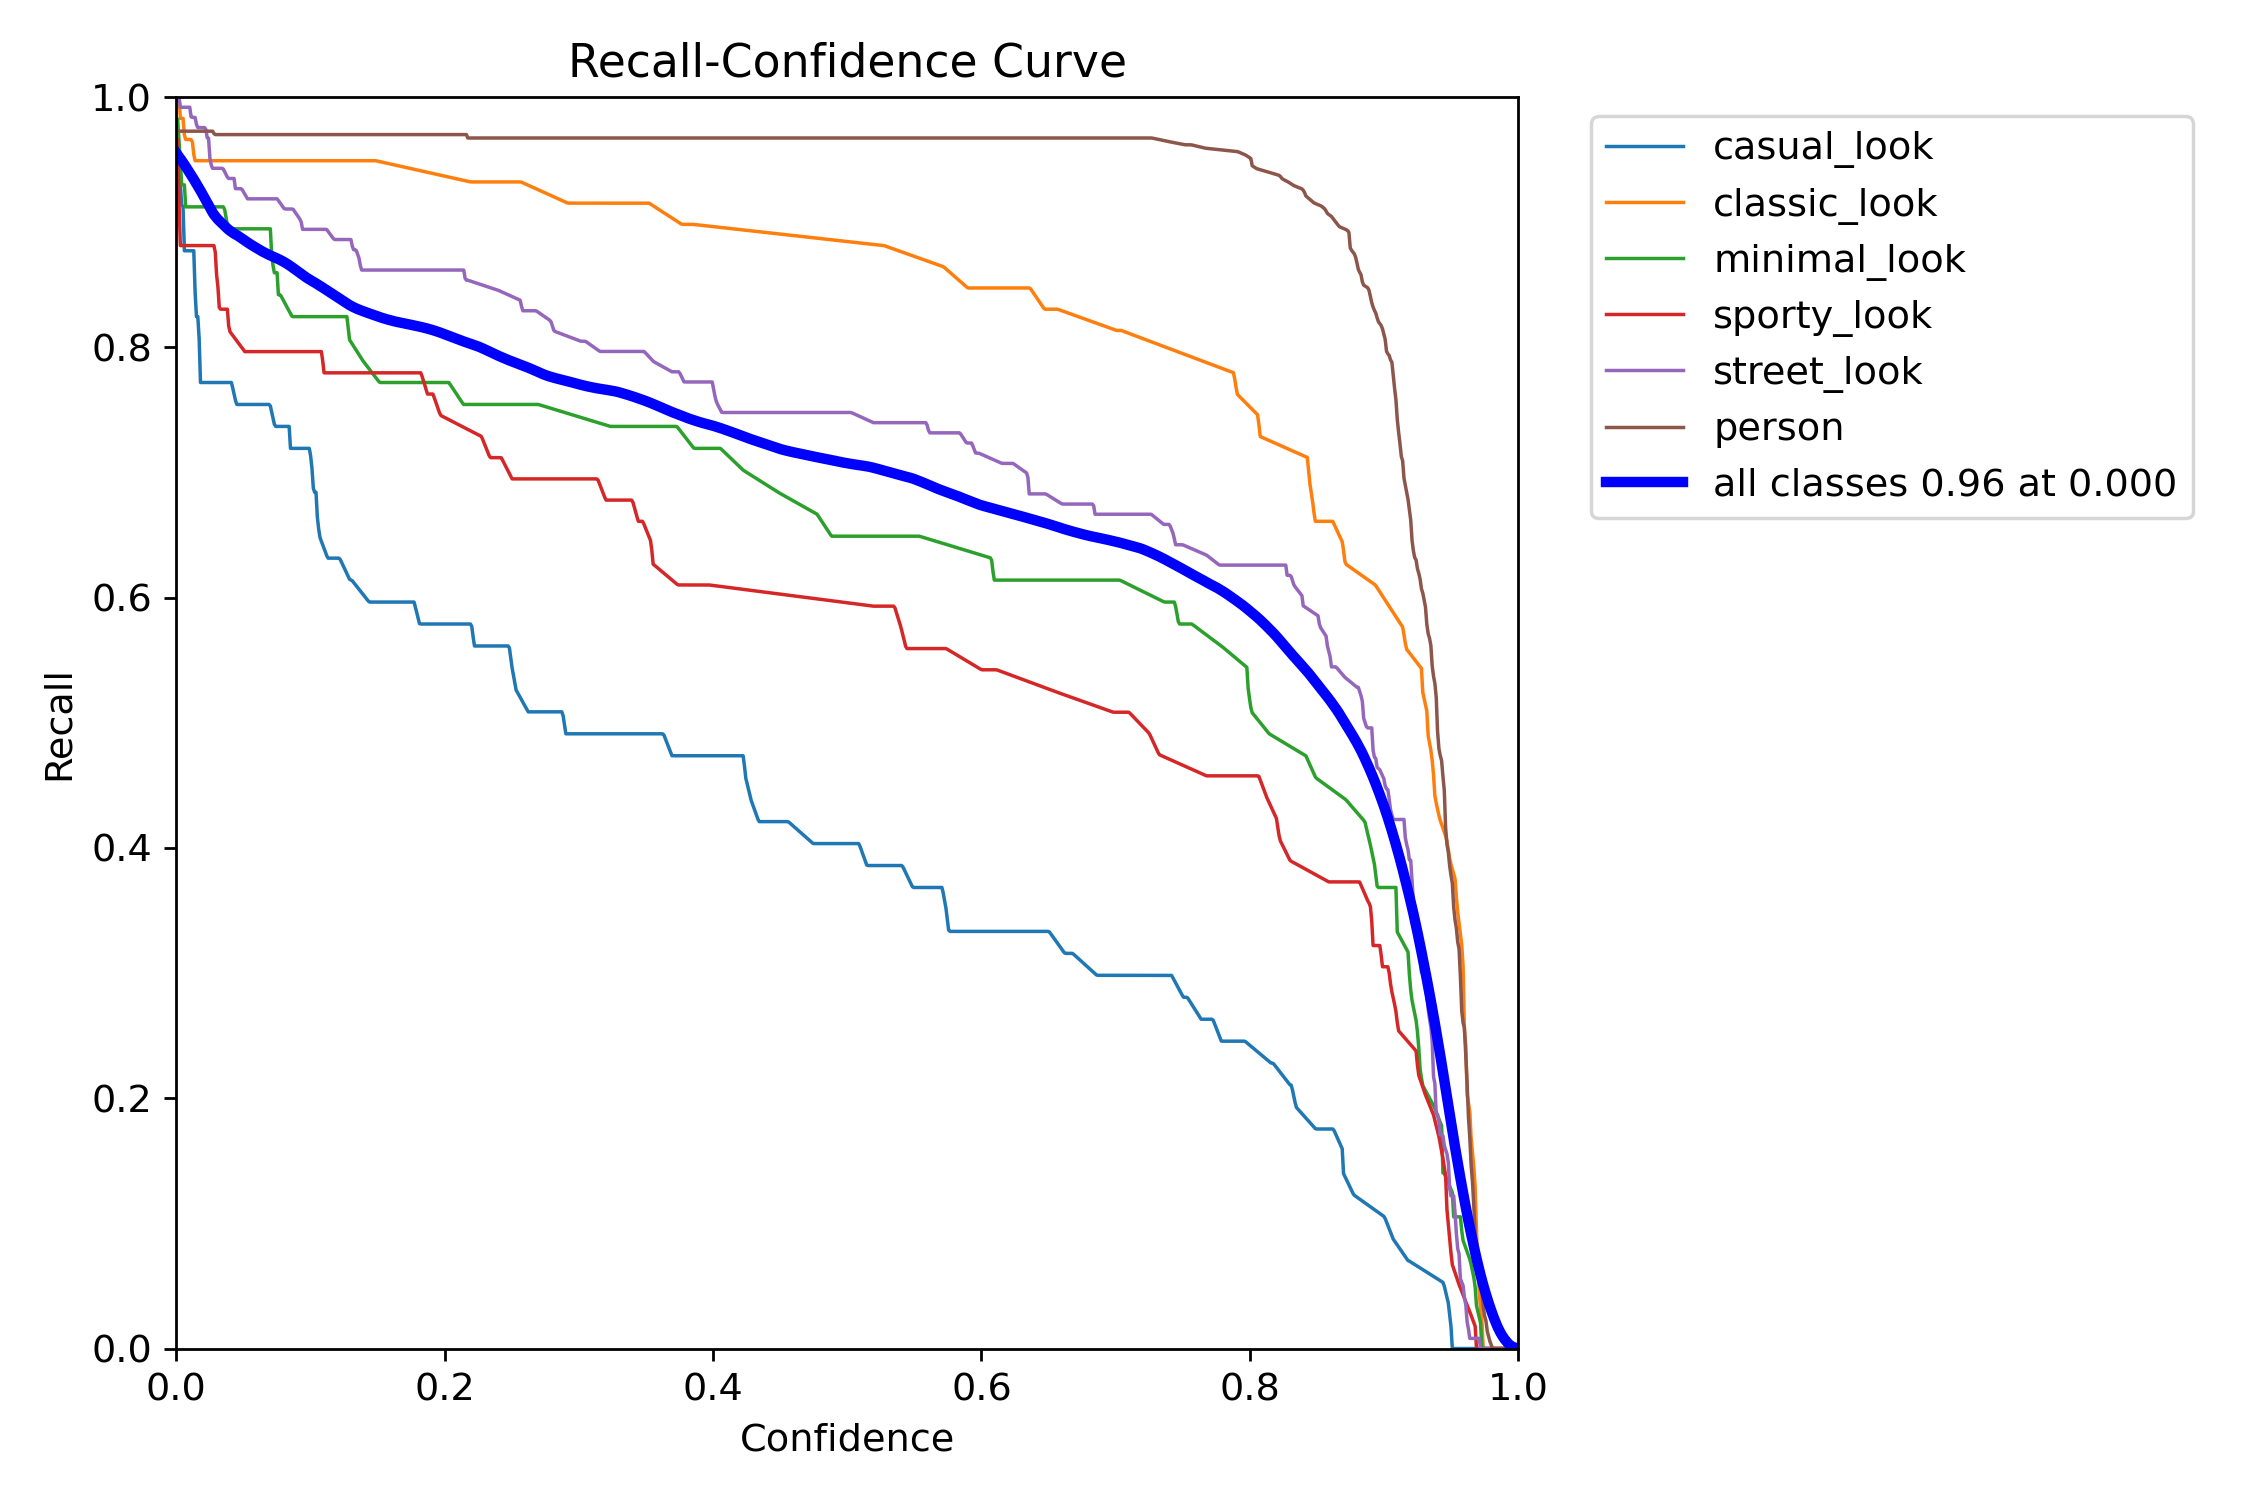 Recall-Confidence Curve
1.0
0.8
0.6
0.4
0.2
0.0
Recall
0.0 0.2 0.4 0.6 0.8 1.0
Confidence
casual_look
classic_look
minimal_look
sporty_look
street_look
person
all classes 0.96 at 0.000